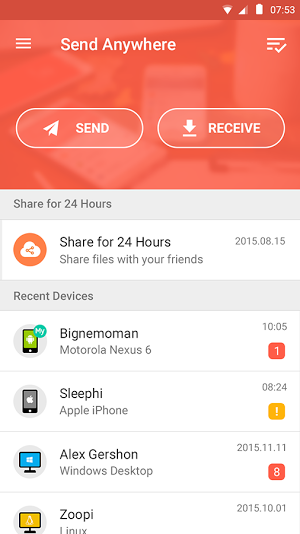 07:53
Send Anywhere
SEND
RECEIVE
Share for 24 Hours
Share for 24 Hours
2015.08.15
Share files with your friends
Recent Devices
My
Bignemoman
10:05
Motorola Nexus 6
1
Sleephi
08:24
Apple iPhone
!
Alex Gershon
2015.11.11
Windows Desktop
8
Zoopi
2015.10.01
Linux